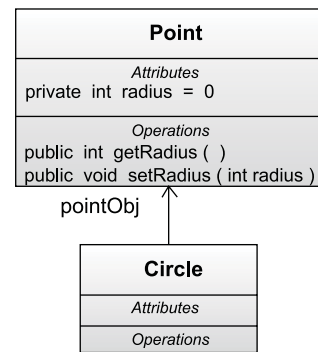 Point
Attributes
private int radius = 0
Operations
public int getRadius ( )
public void setRadius ( int radius )
pointObj
Circle
Attributes
Operations